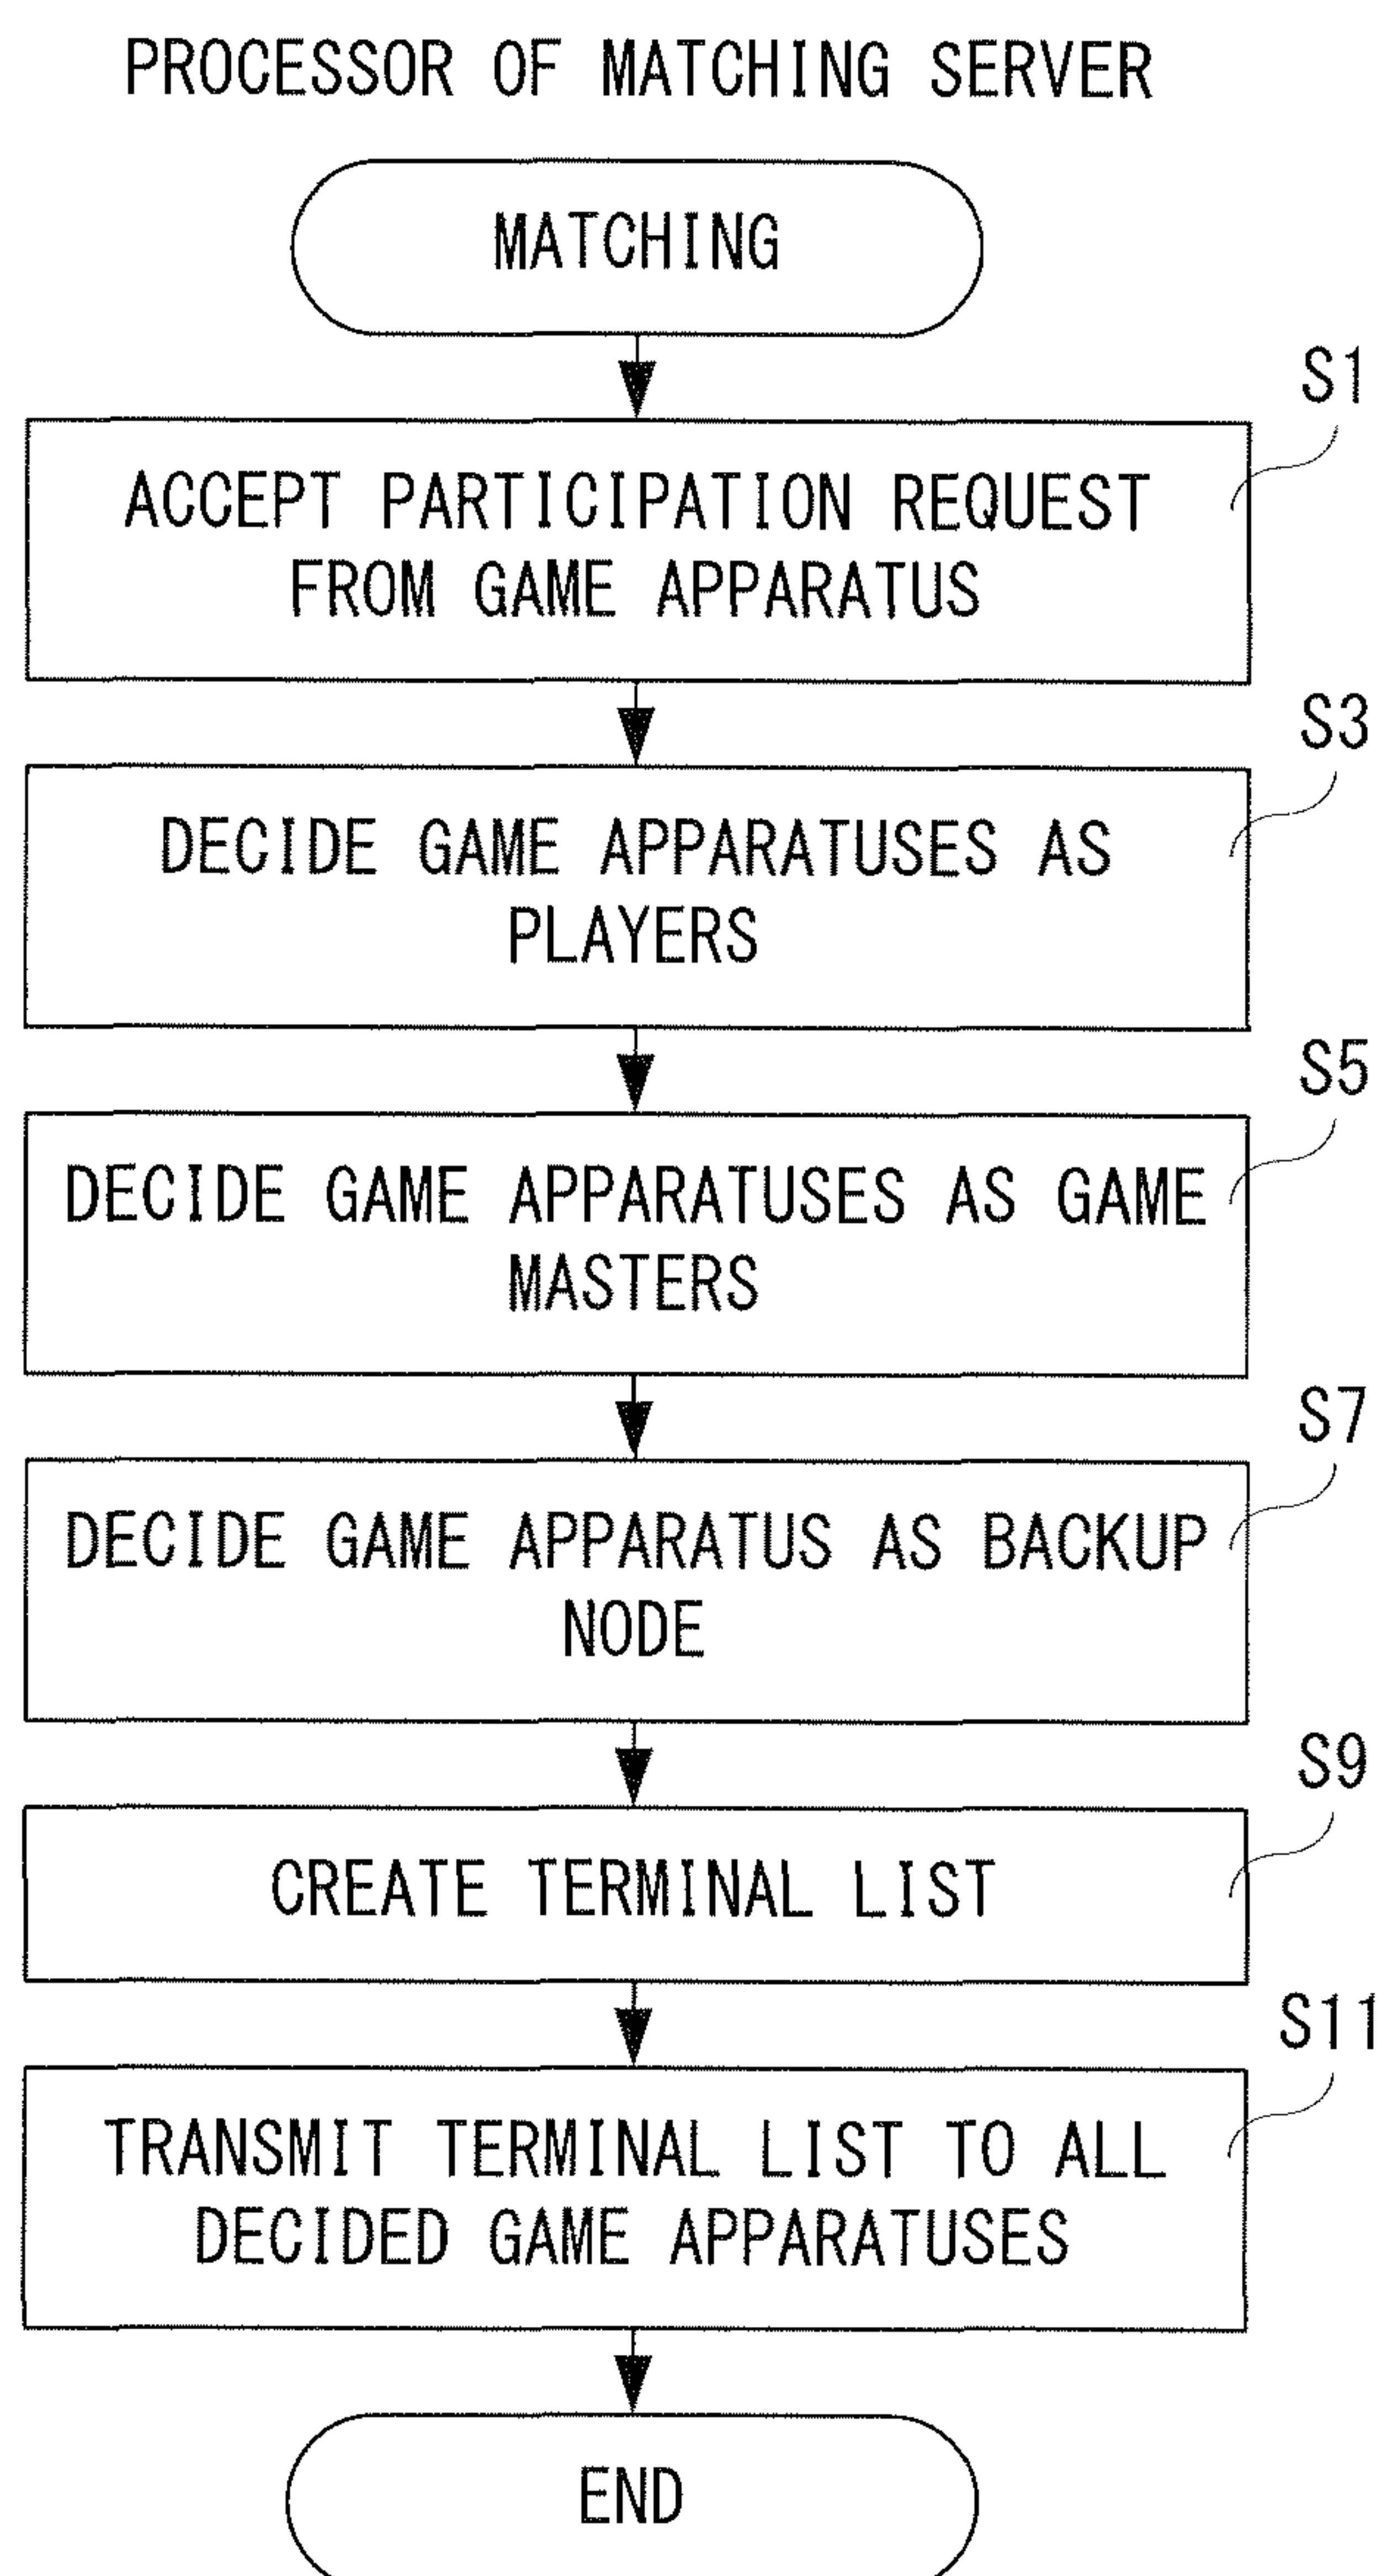 PROCESSOR OF MATCHING SERVER
MATCHING
S1
ACCEPT PARTICIPATION REQUEST
FROM GAME APPARATUS
S3
DECIDE GAME APPARATUSES AS
PLAYERS
S5
DECIDE GAME APPARATUSES AS GAME
MASTERS
S7
DECIDE GAME APPARATUS AS BACKUP
NODE
S9
CREATE TERMINAL LIST
S11
TRANSMIT TERMINAL LIST TO ALL
DECIDED GAME APPARATUSES
END